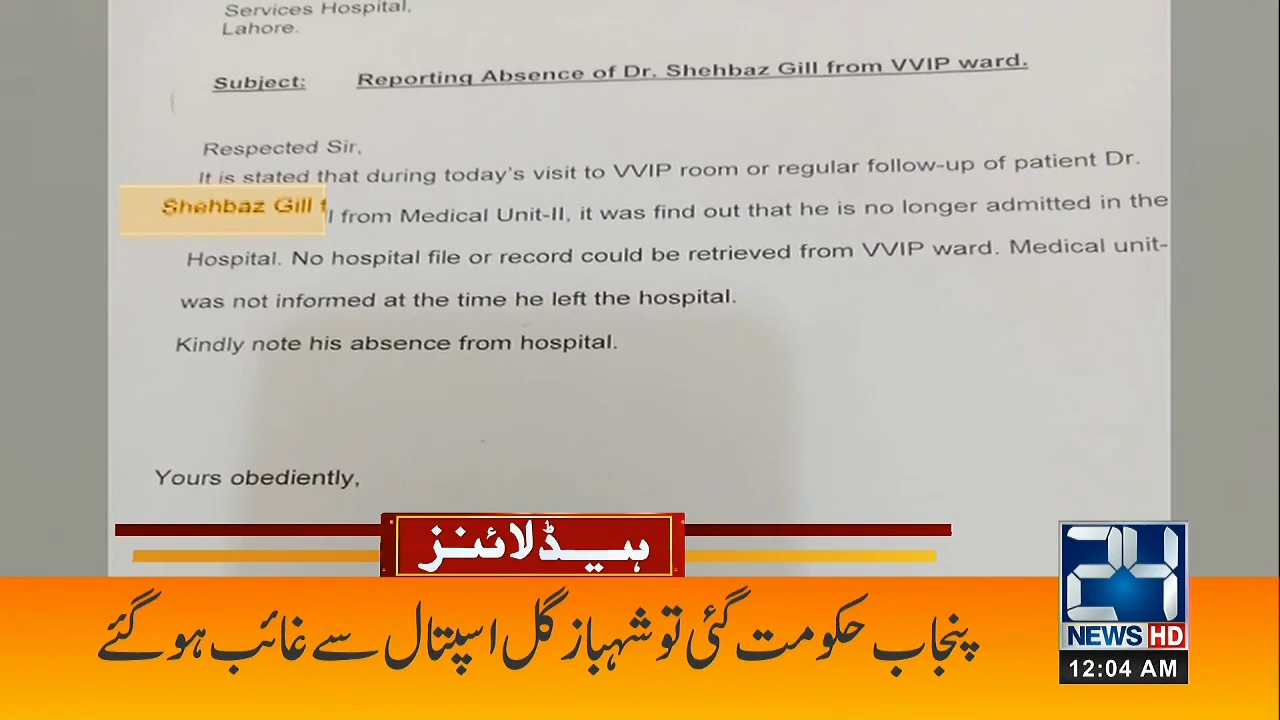 Services Hospital,
Lahore.
Subject: Reporting Absence of Dr. Shehbaz Gill from VVIP ward.
Respected Sir,
It is stated that during today's visit to VVIP room or regular follow-up of patient Dr.
Shehbaz Gill f l from Medical Unit-II, it was find out that he is no longer admitted in the
Hospital. No hospital file or record could be retrieved from VVIP ward. Medical unit-
was not informed at the time he left the hospital.
Kindly note his absence from hospital.
Yours obediently,
ہیڈلائنز
پنجاب حکومت گئی تو شہباز گل اسپتال سے غائب ہو گئے
24
NEWS HD
12:04 AM